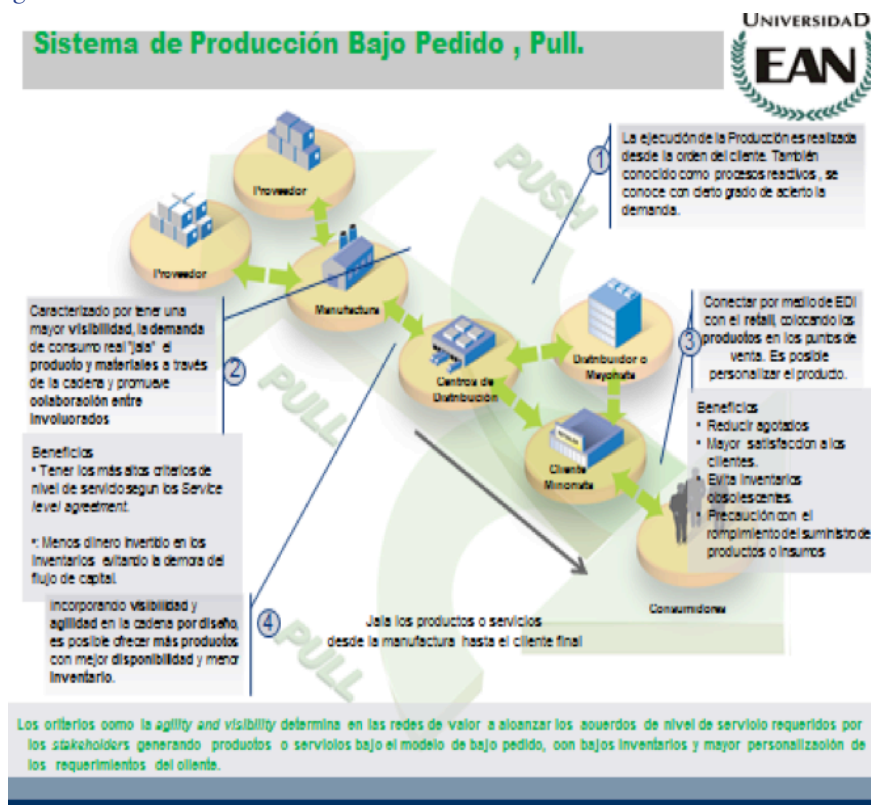 UNIVERSIDAD
EAN
Sistema de Producción Bajo Pedido , Pull.
1
La ejecución de la Producción es realizada
desde la orden del cliente. También
conocido como procesos reactivos , se
conoce con cierto grado de acierto la
demanda.
PUSH
Proveedor
Proveedor
Manufactura
Centros de
Distribución
Distribuidor o
Mayorista
Cliente
Minorista
Consumidores
2
Caracterizado por tener una
mayor visibilidad, la demanda
de consumo real "jala" el
producto y materiales a través
de la cadena y promueve
colaboración entre
involucrados
Beneficios
• Tener los más altos criterios de
nivel de servicio segun los Service
level agreement.
•: Menos dinero invertido en los
inventarios evitando la demora del
flujo de capital.
PULL
3
Conectar por medio de EDI
con el retail, colocando los
productos en los puntos de
venta. Es posible
personalizar el producto.
Beneficios
• Reducir agotados
• Mayor satisfaccion a los
clientes.
• Evita inventarios
obsolescentes.
• Precaución con el
rompimiento del suministro de
productos o insumos
4
Incorporando visibilidad y
agilidad en la cadena por diseño,
es posible ofrecer más productos
con mejor disponibilidad y menor
inventario.
PULL
Jala los productos o servicios
desde la manufactura hasta el cliente final
Los criterios como la agility and visibility determina en las redes de valor a alcanzar los acuerdos de nivel de servicio requeridos por
los stakeholders generando productos o servicios bajo el modelo de bajo pedido, con bajos inventarios y mayor personalización de
los requerimientos del cliente.